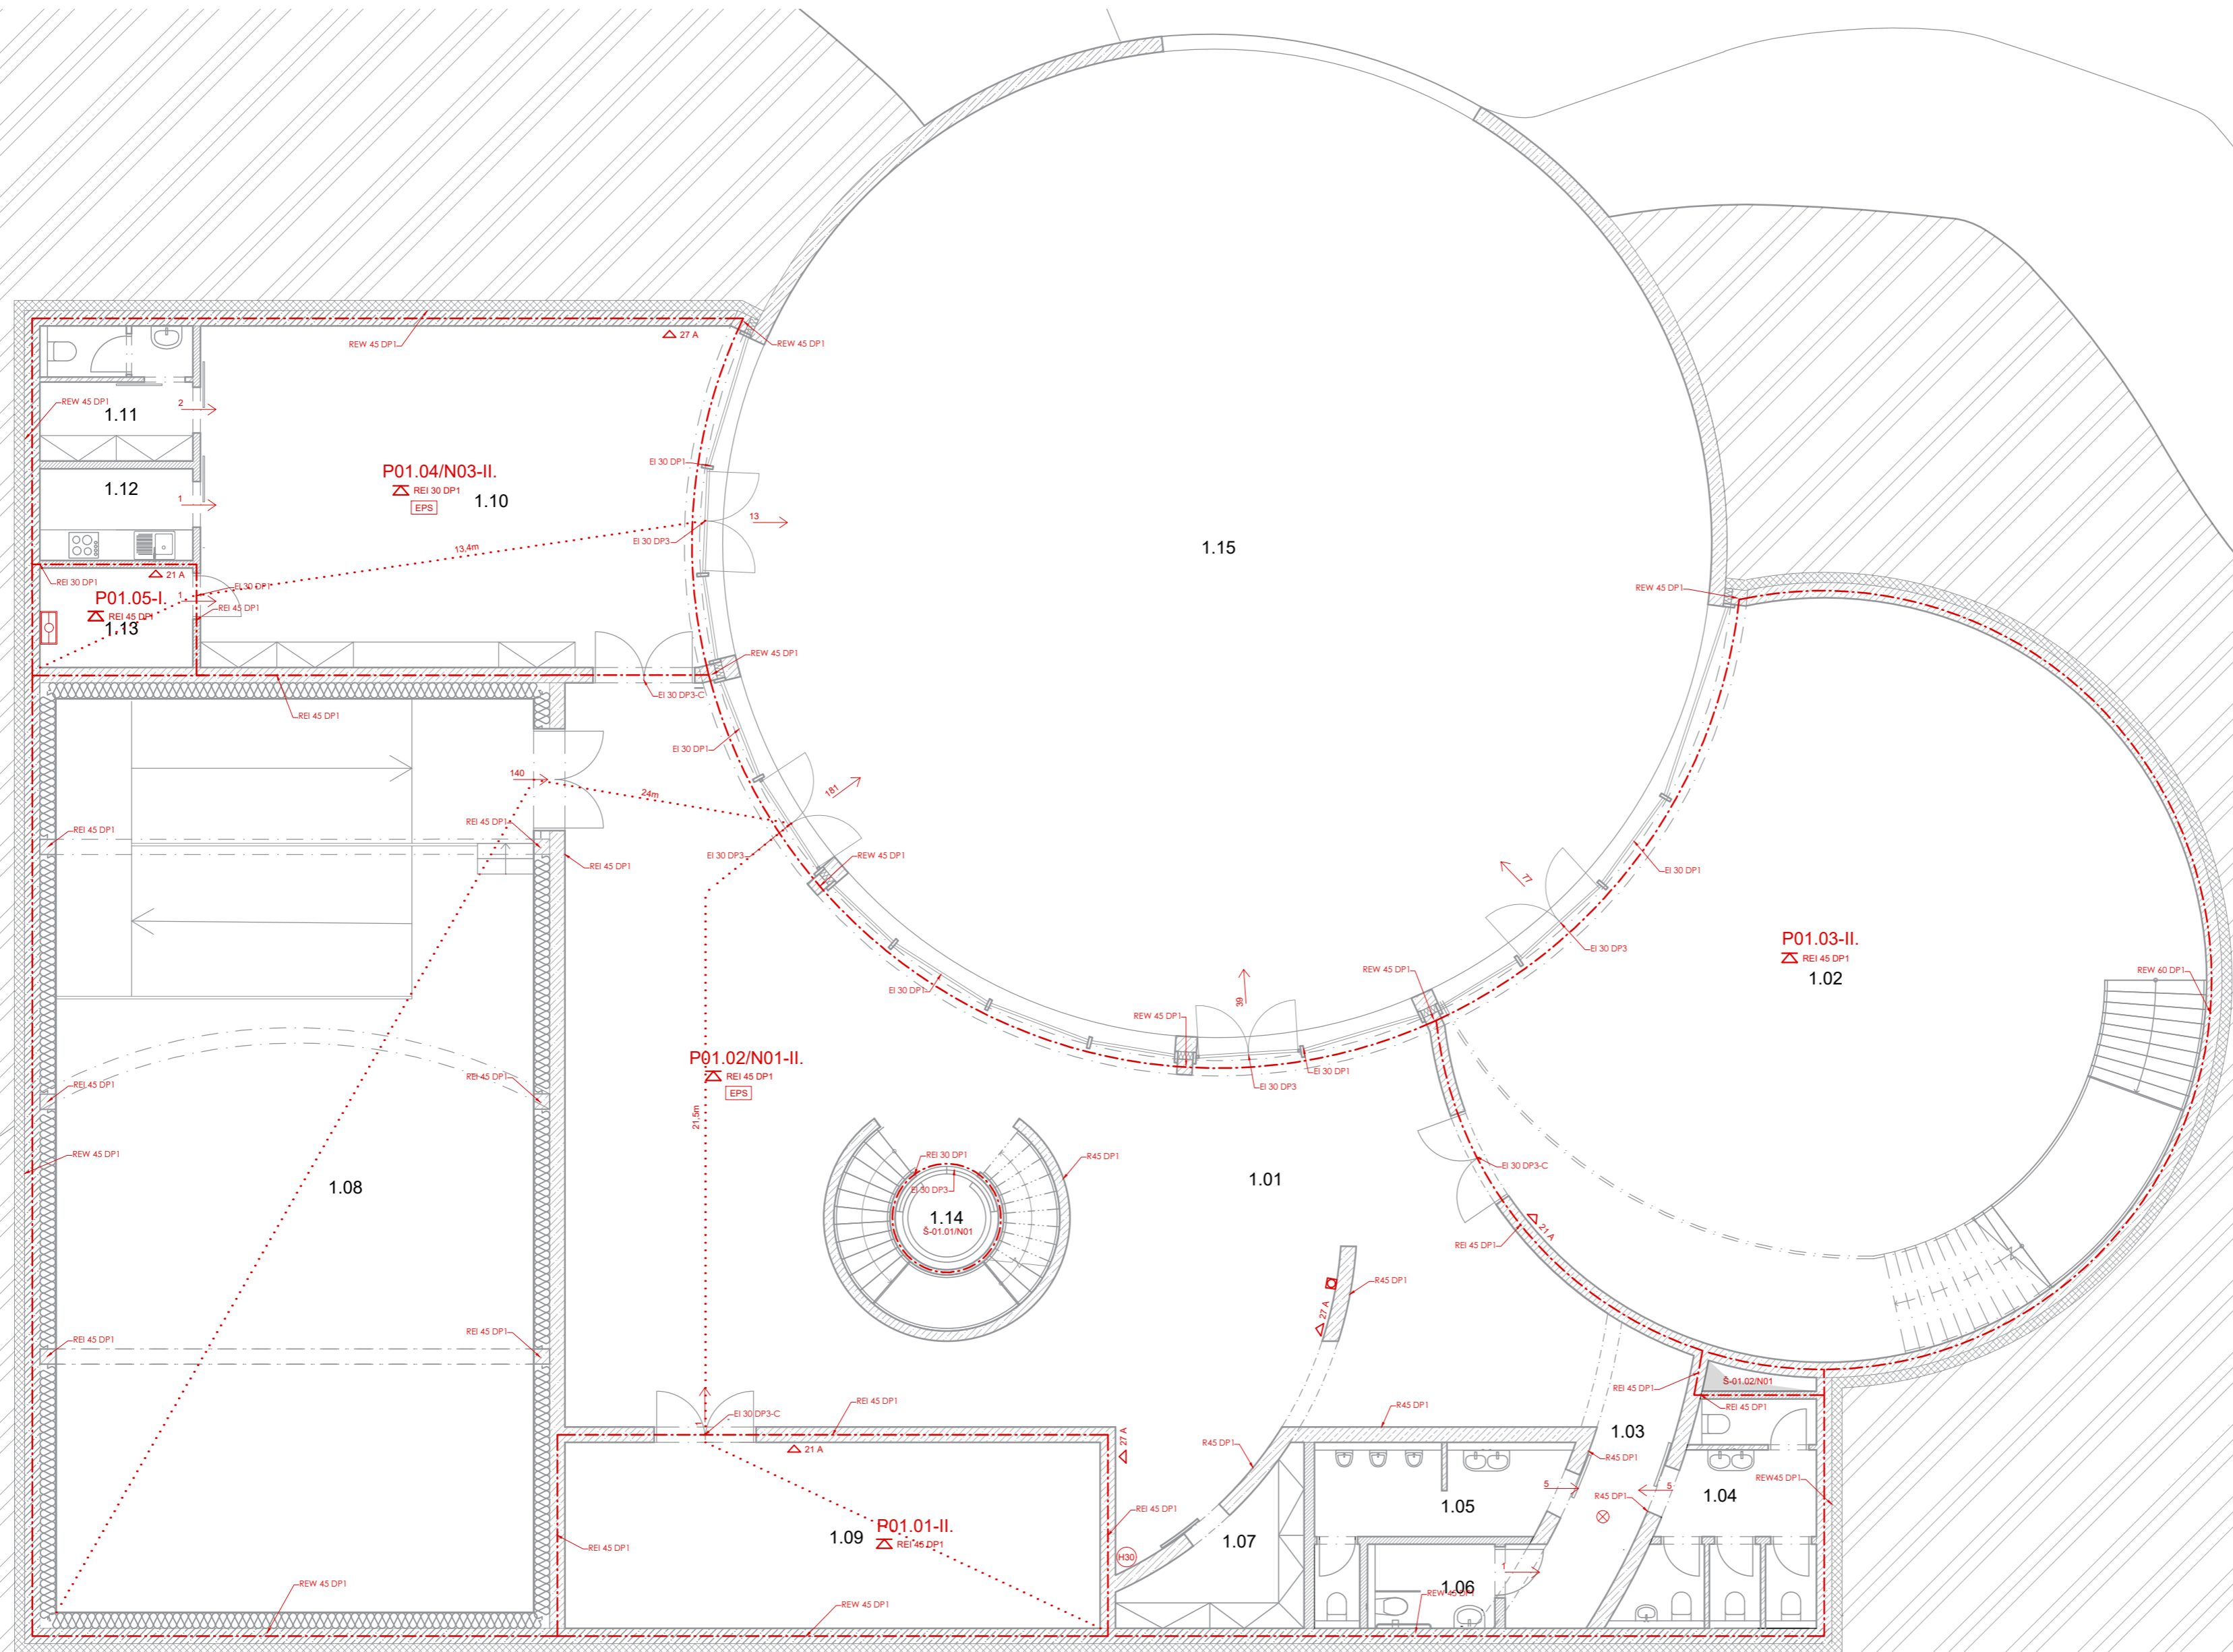 REW 45 DP1
27 A
REW 45 DP1
REW 45 DP1
2
1.11
P01.04/N03-II.
REI 30 DP1
EPS
1.10
EI 30 DP1
1.12
1
13
EI 30 DP3
13,4m
1.15
REI 30 DP1
21 A
EI 30 DP1
1
P01.05-I.
REI 45 DP1
REI 45 DP1
1.13
REW 45 DP1
REW 45 DP1
EI 30 DP3-C
REI 45 DP1
EI 30 DP1
140
24m
181
REI 45 DP1
REI 45 DP1
REI 45 DP1
EI 30 DP3
REW 45 DP1
EI 30 DP1
77
P01.03-II.
REI 45 DP1
1.02
EI 30 DP3
REW 45 DP1
REW 60 DP1
EI 30 DP1
39
REW 45 DP1
P01.02/N01-II.
REI 45 DP1
EPS
EI 30 DP3
EI 30 DP1
REI 45 DP1
REI 45 DP1
21,5m
REW 45 DP1
REI 30 DP1
R45 DP1
EI 30 DP3-C
1.08
1.01
EI 30 DP3
1.14
Š-01.01/N01
21 A
REI 45 DP1
R45 DP1
27 A
REI 45 DP1
REI 45 DP1
REI 45 DP1
Š-01.02/N01
REI 45 DP1
1
EI 30 DP3-C
REI 45 DP1
R45 DP1
21 A
27 A
R45 DP1
1.03
R45 DP1
REW45 DP1
5
5
R45 DP1
1.05
1.04
REI 45 DP1
1.09
P01.01-II.
REI 45 DP1
REI 45 DP1
H30
1.07
1
1.06
REW 45 DP1
REW 45 DP1
REW 45 DP1